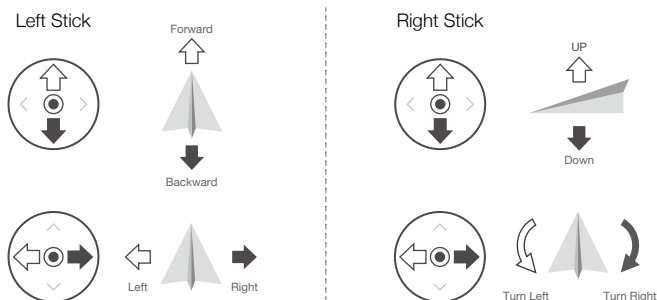 Left Stick
Forward
Backward
Left
Right
Right Stick
UP
Down
Turn Left
Turn Right